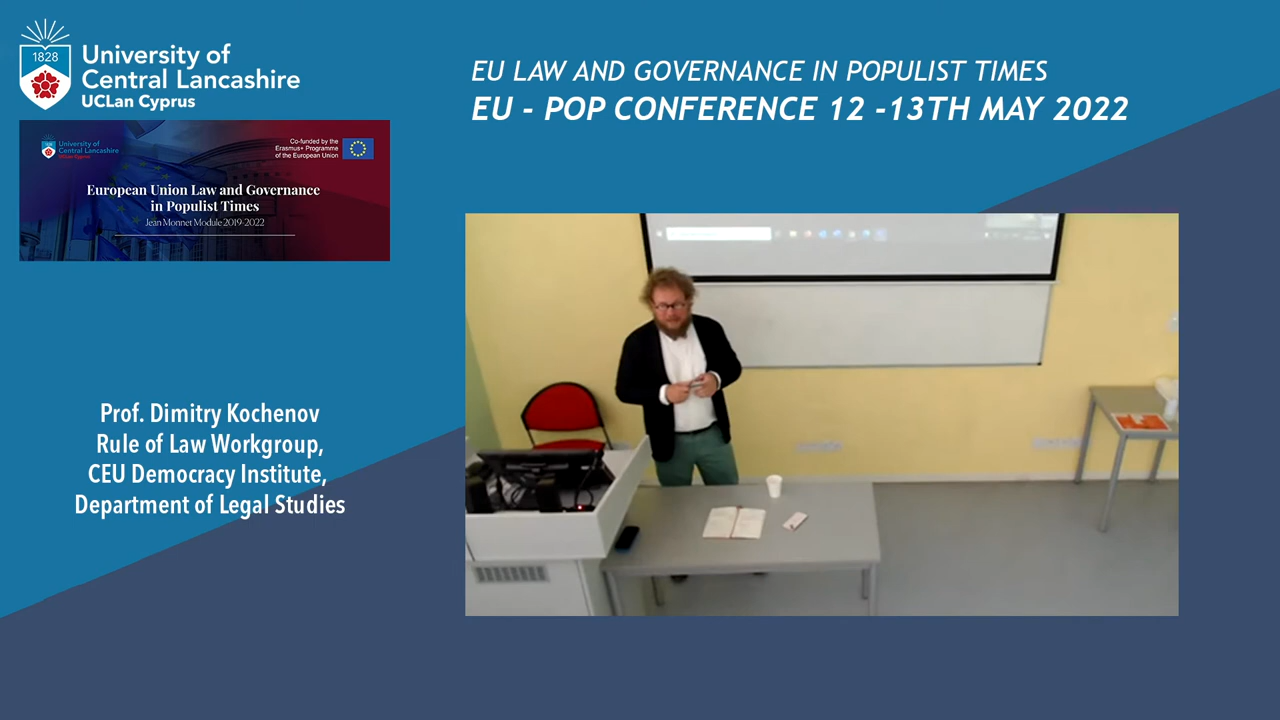 1828
University of
Central Lancashire
UCLan Cyprus
EU LAW AND GOVERNANCE IN POPULIST TIMES
EU - POP CONFERENCE 12 -13TH MAY 2022
University of
Central Lancashire
UCLan Cyprus
Co-funded by the
Erasmus+ Programme
of the European Union
European Union Law and Governance
in Populist Times
Jean Monnet Module 2019-2022
Prof. Dimitry Kochenov
Rule of Law Workgroup,
CEU Democracy Institute,
Department of Legal Studies